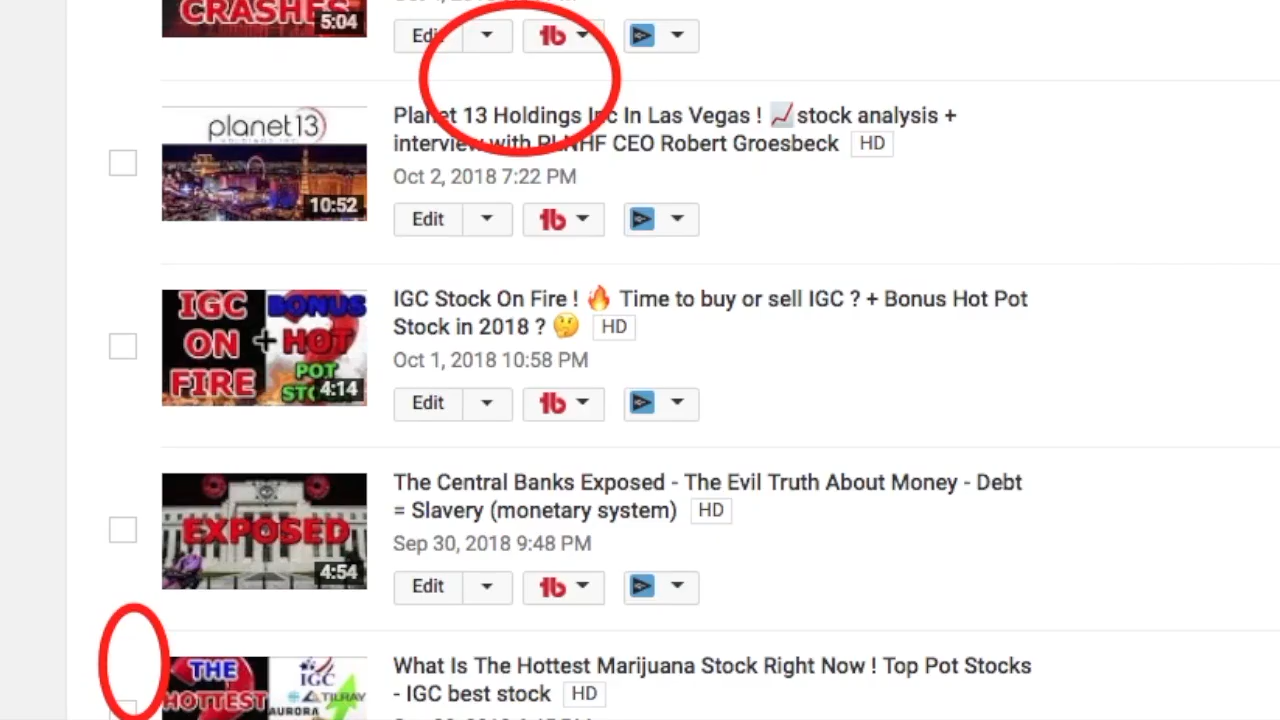 CRASHES
5:04
Edit
planet13
10:52
Planet 13 Holdings Inc In Las Vegas ! 📈 stock analysis +
interview with PLNHF CEO Robert Groesbeck HD
Oct 2, 2018 7:22 PM
Edit
IGC
ON
FIRE
+
BONUS
HOT
POT
4:14
IGC Stock On Fire ! 🔥 Time to buy or sell IGC ? + Bonus Hot Pot
Stock in 2018 ? 🤔 HD
Oct 1, 2018 10:58 PM
Edit
EXPOSED
4:54
The Central Banks Exposed - The Evil Truth About Money - Debt
= Slavery (monetary system) HD
Sep 30, 2018 9:48 PM
Edit
THE
HOTTEST
IGC
TILRAY
AURORA
What Is The Hottest Marijuana Stock Right Now ! Top Pot Stocks
- IGC best stock HD